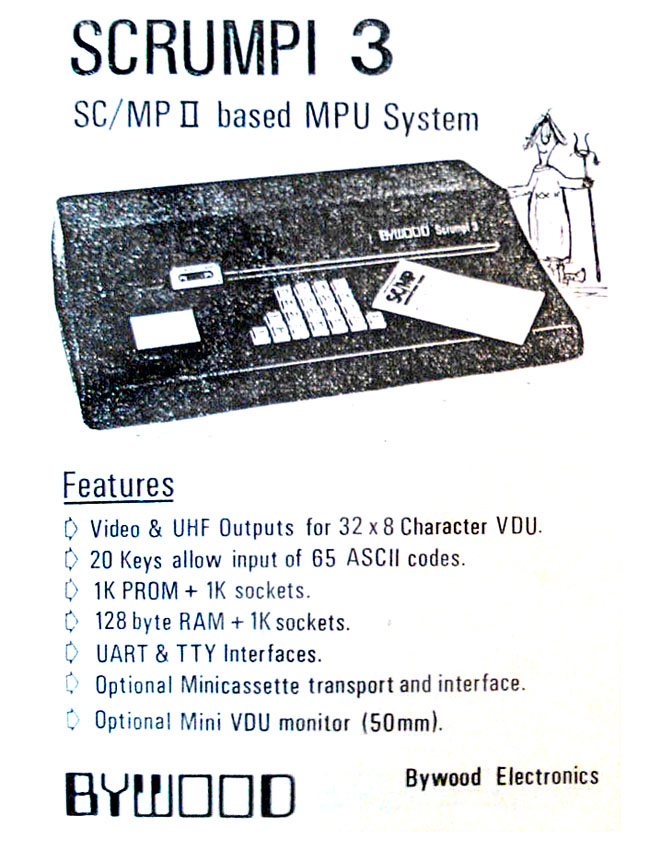 SCRUMPI 3
SC/MP II based MPU System
BYWOOD Scrumpi 3
SC/MP
Features
Video & UHF Outputs for 32 x 8 Character VDU.
20 Keys allow input of 65 ASCII codes.
1K PROM + 1K sockets.
128 byte RAM + 1K sockets.
UART & TTY Interfaces.
Optional Minicassette transport and interface.
Optional Mini VDU monitor (50mm).
BYWOOD
Bywood Electronics